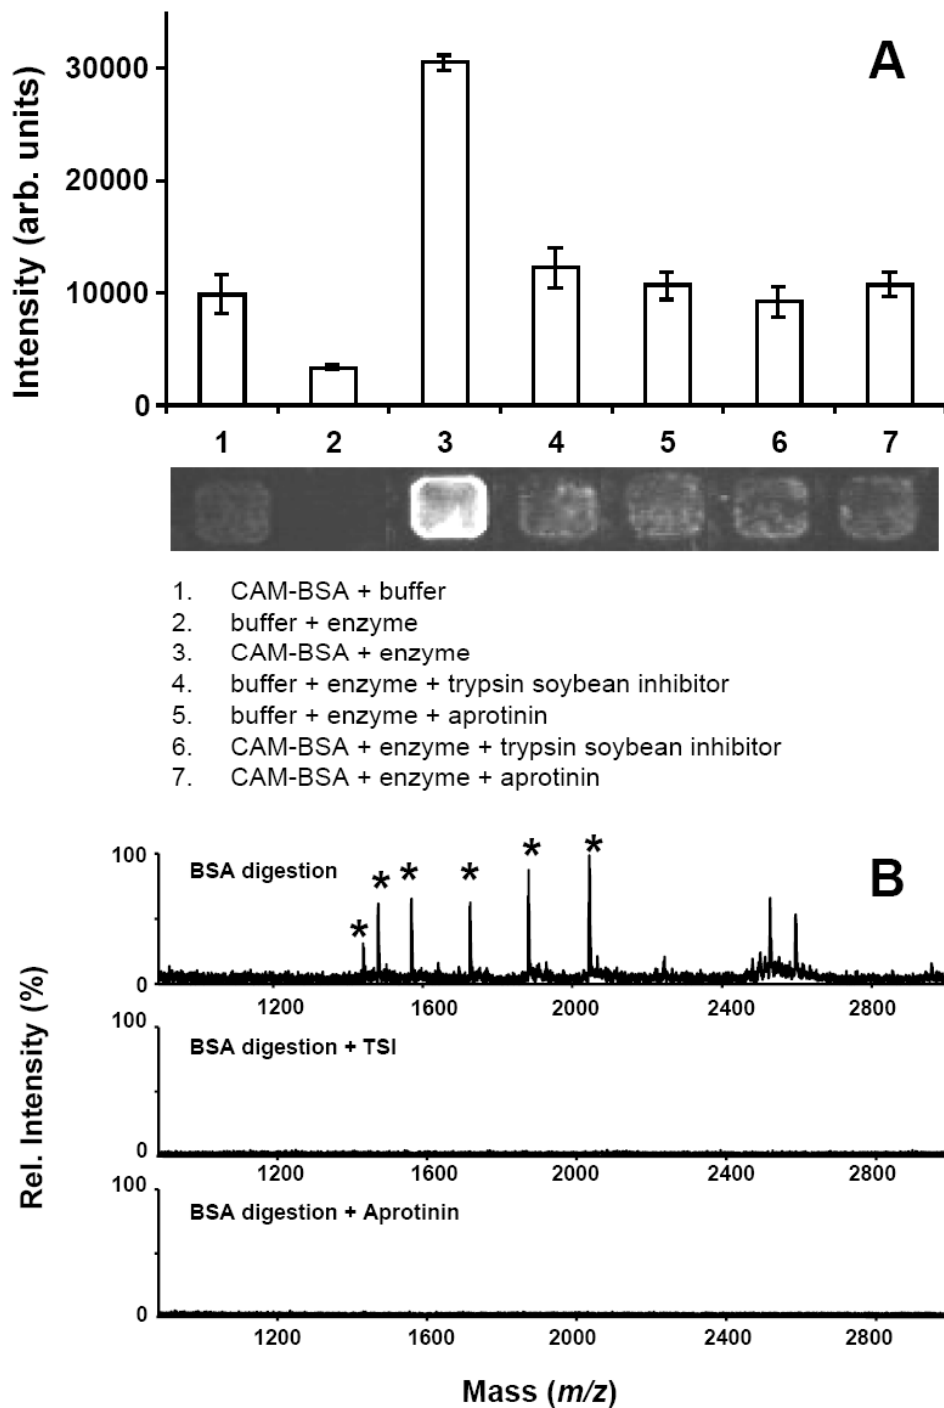 A
Intensity (arb. units)
30000
20000
10000
0
1 2 3 4 5 6 7
1. CAM-BSA + buffer
2. buffer + enzyme
3. CAM-BSA + enzyme
4. buffer + enzyme + trypsin soybean inhibitor
5. buffer + enzyme + aprotinin
6. CAM-BSA + enzyme + trypsin soybean inhibitor
7. CAM-BSA + enzyme + aprotinin
B
Rel. Intensity (%)
100
BSA digestion
* * * * * *
0
1200 1600 2000 2400 2800
100
BSA digestion + TSI
0
1200 1600 2000 2400 2800
100
BSA digestion + Aprotinin
0
1200 1600 2000 2400 2800
Mass (m/z)